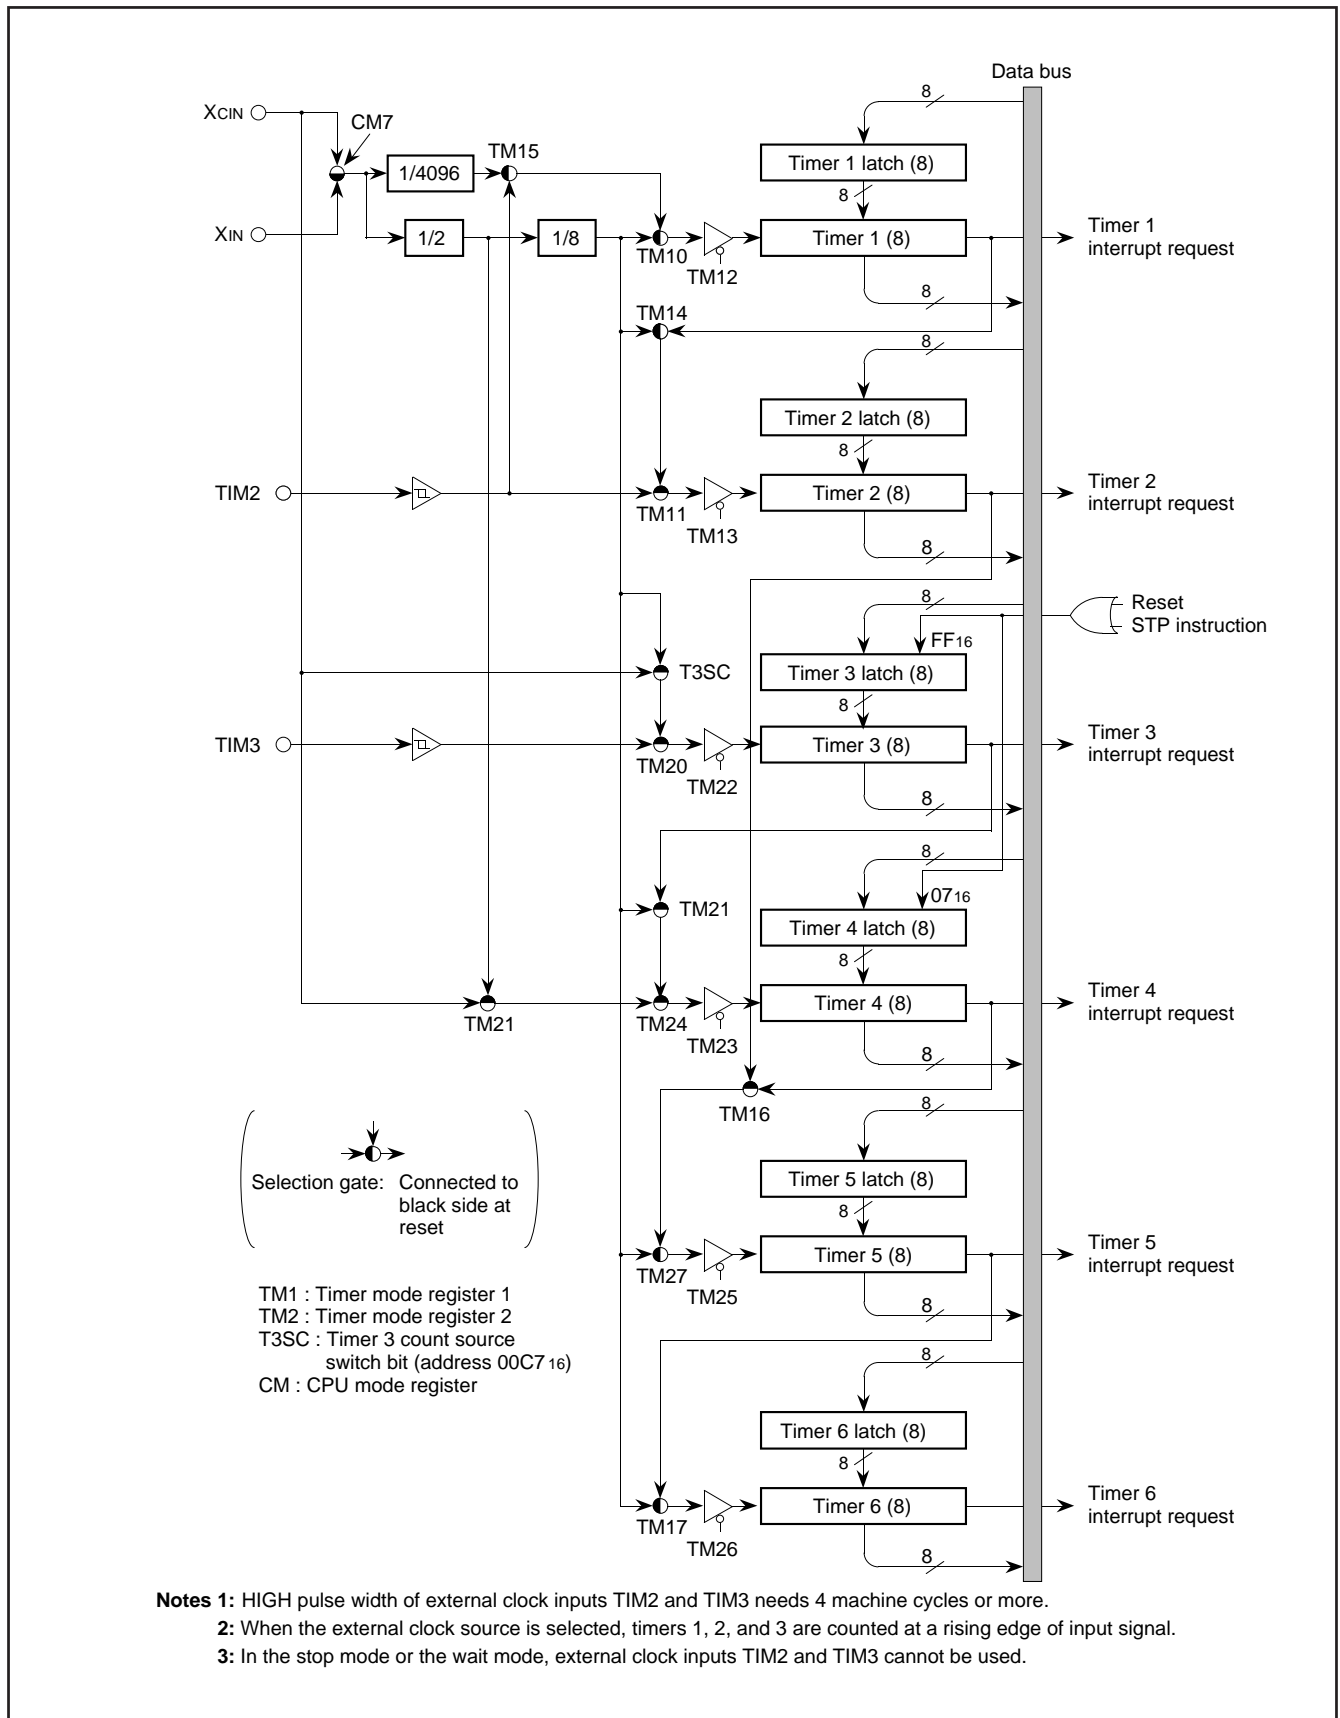 Data bus
XCIN
CM7
8
TM15
1/4096
Timer 1 latch (8)
8
XIN
1/2
1/8
TM10
TM12
Timer 1 (8)
Timer 1
interrupt request
8
TM14
8
Timer 2 latch (8)
8
TIM2
TM11
TM13
Timer 2 (8)
Timer 2
interrupt request
8
8
Reset
STP instruction
FF16
T3SC
Timer 3 latch (8)
8
TIM3
TM20
TM22
Timer 3 (8)
Timer 3
interrupt request
8
8
0716
TM21
Timer 4 latch (8)
8
TM21
TM24
TM23
Timer 4 (8)
Timer 4
interrupt request
8
TM16
8
Selection gate: Connected to
black side at
reset
Timer 5 latch (8)
8
TM27
TM25
Timer 5 (8)
Timer 5
interrupt request
8
TM1 : Timer mode register 1
TM2 : Timer mode register 2
T3SC : Timer 3 count source
switch bit (address 00C716)
CM : CPU mode register
8
Timer 6 latch (8)
8
TM17
TM26
Timer 6 (8)
Timer 6
interrupt request
8
Notes 1: HIGH pulse width of external clock inputs TIM2 and TIM3 needs 4 machine cycles or more.
2: When the external clock source is selected, timers 1, 2, and 3 are counted at a rising edge of input signal.
3: In the stop mode or the wait mode, external clock inputs TIM2 and TIM3 cannot be used.